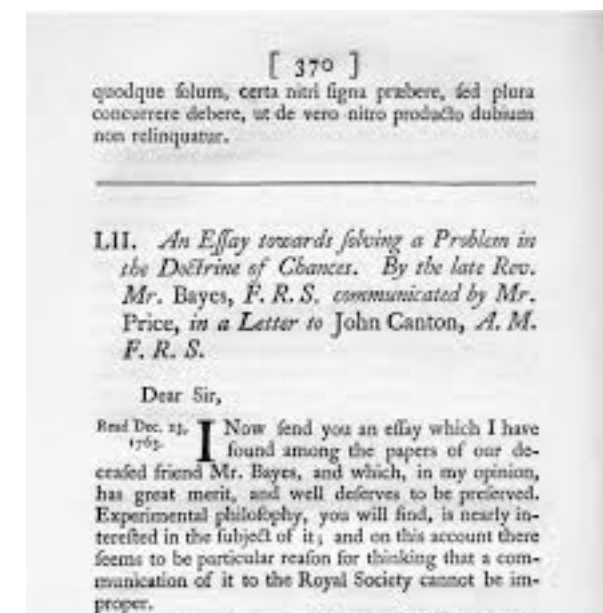 [ 370 ]
quodque ſolum, certa nitri ſigna præbere, ſed plura
concurrere debere, ut de vero nitro producto dubium
non relinquatur.
LII. An Eſſay towards ſolving a Problem in
the Doctrine of Chances. By the late Rev.
Mr. Bayes, F. R. S. communicated by Mr.
Price, in a Letter to John Canton, A. M.
F. R. S.
Dear Sir,
Read Dec. 23,
1763.
I Now ſend you an eſſay which I have
found among the papers of our de-
ceaſed friend Mr. Bayes, and which, in my opinion,
has great merit, and well deſerves to be preſerved.
Experimental philoſophy, you will find, is nearly in-
tereſted in the ſubject of it; and on this account there
ſeems to be particular reaſon for thinking that a com-
munication of it to the Royal Society cannot be im-
proper.